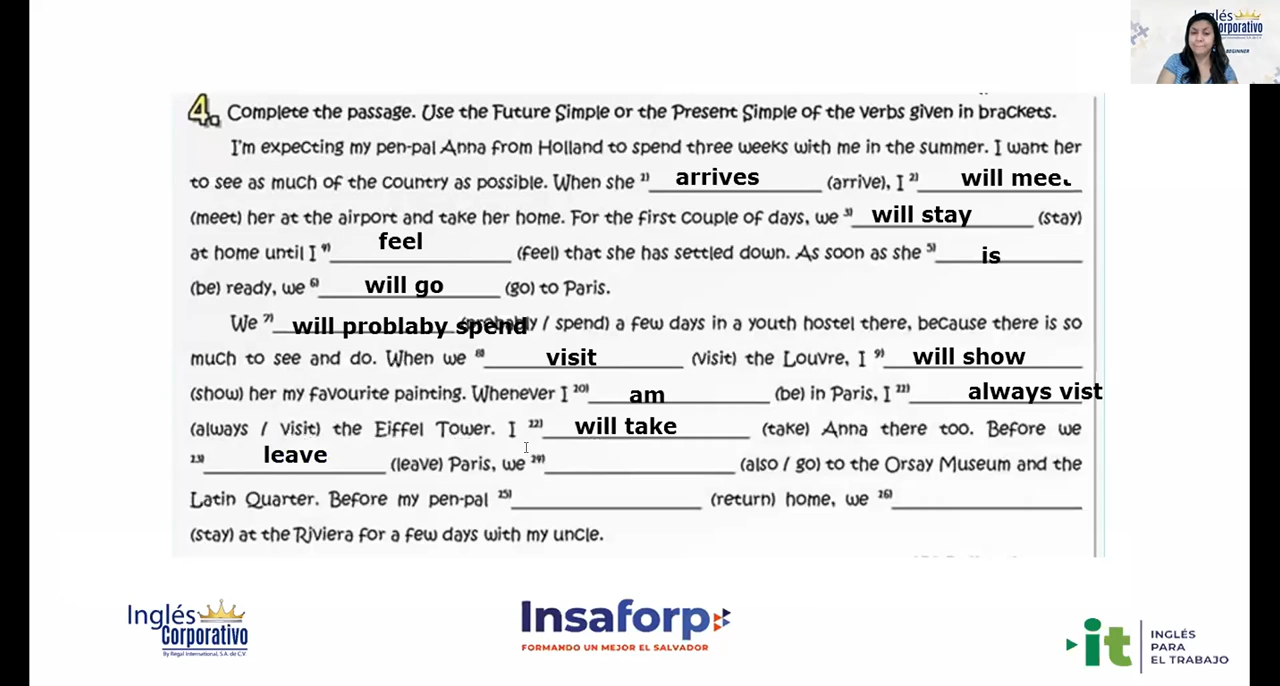 Inglés
Corporativo
BEGINNER
4. Complete the passage. Use the Future Simple or the Present Simple of the verbs given in brackets.
I'm expecting my pen-pal Anna from Holland to spend three weeks with me in the summer. I want her
to see as much of the country as possible. When she 1) arrives (arrive), I 2) will meet
(meet) her at the airport and take her home. For the first couple of days, we 3) will stay (stay)
at home until I 4) feel (feel) that she has settled down. As soon as she 5) is
(be) ready, we 6) will go (go) to Paris.
We 7) will problaby spend (probably / spend) a few days in a youth hostel there, because there is so
much to see and do. When we 8) visit (visit) the Louvre, I 9) will show
(show) her my favourite painting. Whenever I 10) am (be) in Paris, I 11) always vist
(always / visit) the Eiffel Tower. I 12) will take (take) Anna there too. Before we
13) leave (leave) Paris, we 14) (also / go) to the Orsay Museum and the
Latin Quarter. Before my pen-pal 15) (return) home, we 16)
(stay) at the Riviera for a few days with my uncle.
Inglés
Corporativo
By Regal International, S.A. de C.V.
Insaforp
FORMANDO UN MEJOR EL SALVADOR
it INGLÉS
PARA
EL TRABAJO